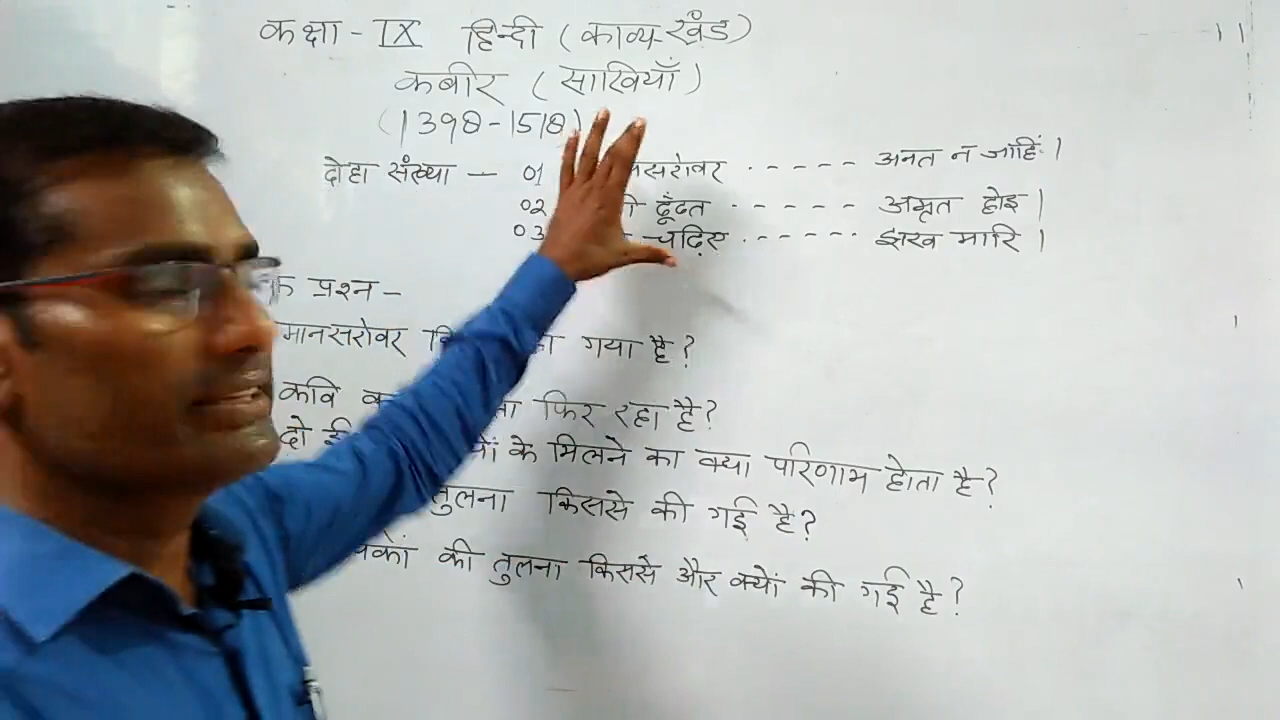 कक्षा - IX हिन्दी (काव्य-खँड)
कबीर (साखियाँ)
(1398-1518)
दोहा सँख्या - 01 सरोवर ----- अनत न जाहिं।
02 ढूँढत ----- अमृत होइ।
03 चढ़िए ------ झख मारि।
प्रश्न -
मानसरोवर गया है?
कवि फिर रहा है?
दो के मिलने का क्या परिणाम होता है?
तुलना किससे की गई है?
की तुलना किससे और क्यों की गई है?